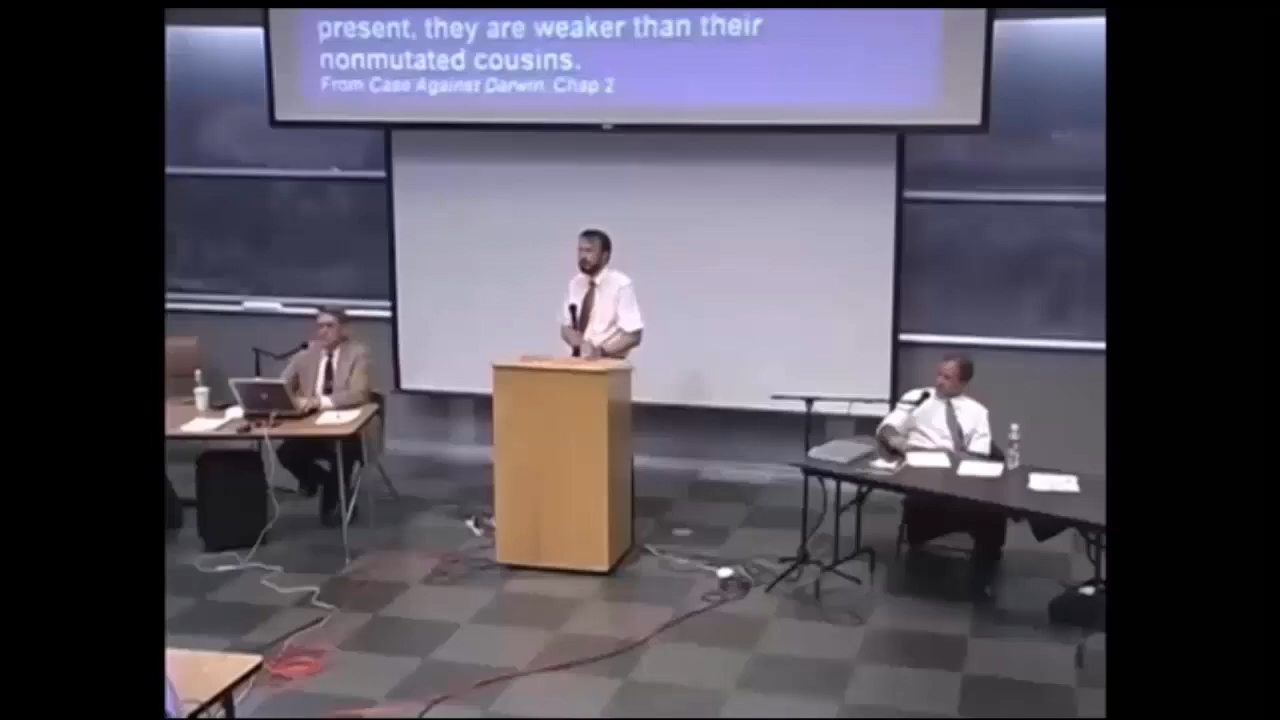 present, they are weaker than their
nonmutated cousins.
From Case Against Darwin, Chap 2